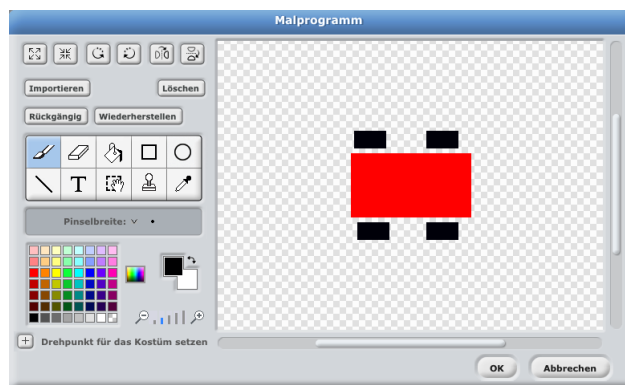 Malprogramm
Importieren
Löschen
Rückgängig
Wiederherstellen
T
Pinselbreite:
Drehpunkt für das Kostüm setzen
OK
Abbrechen